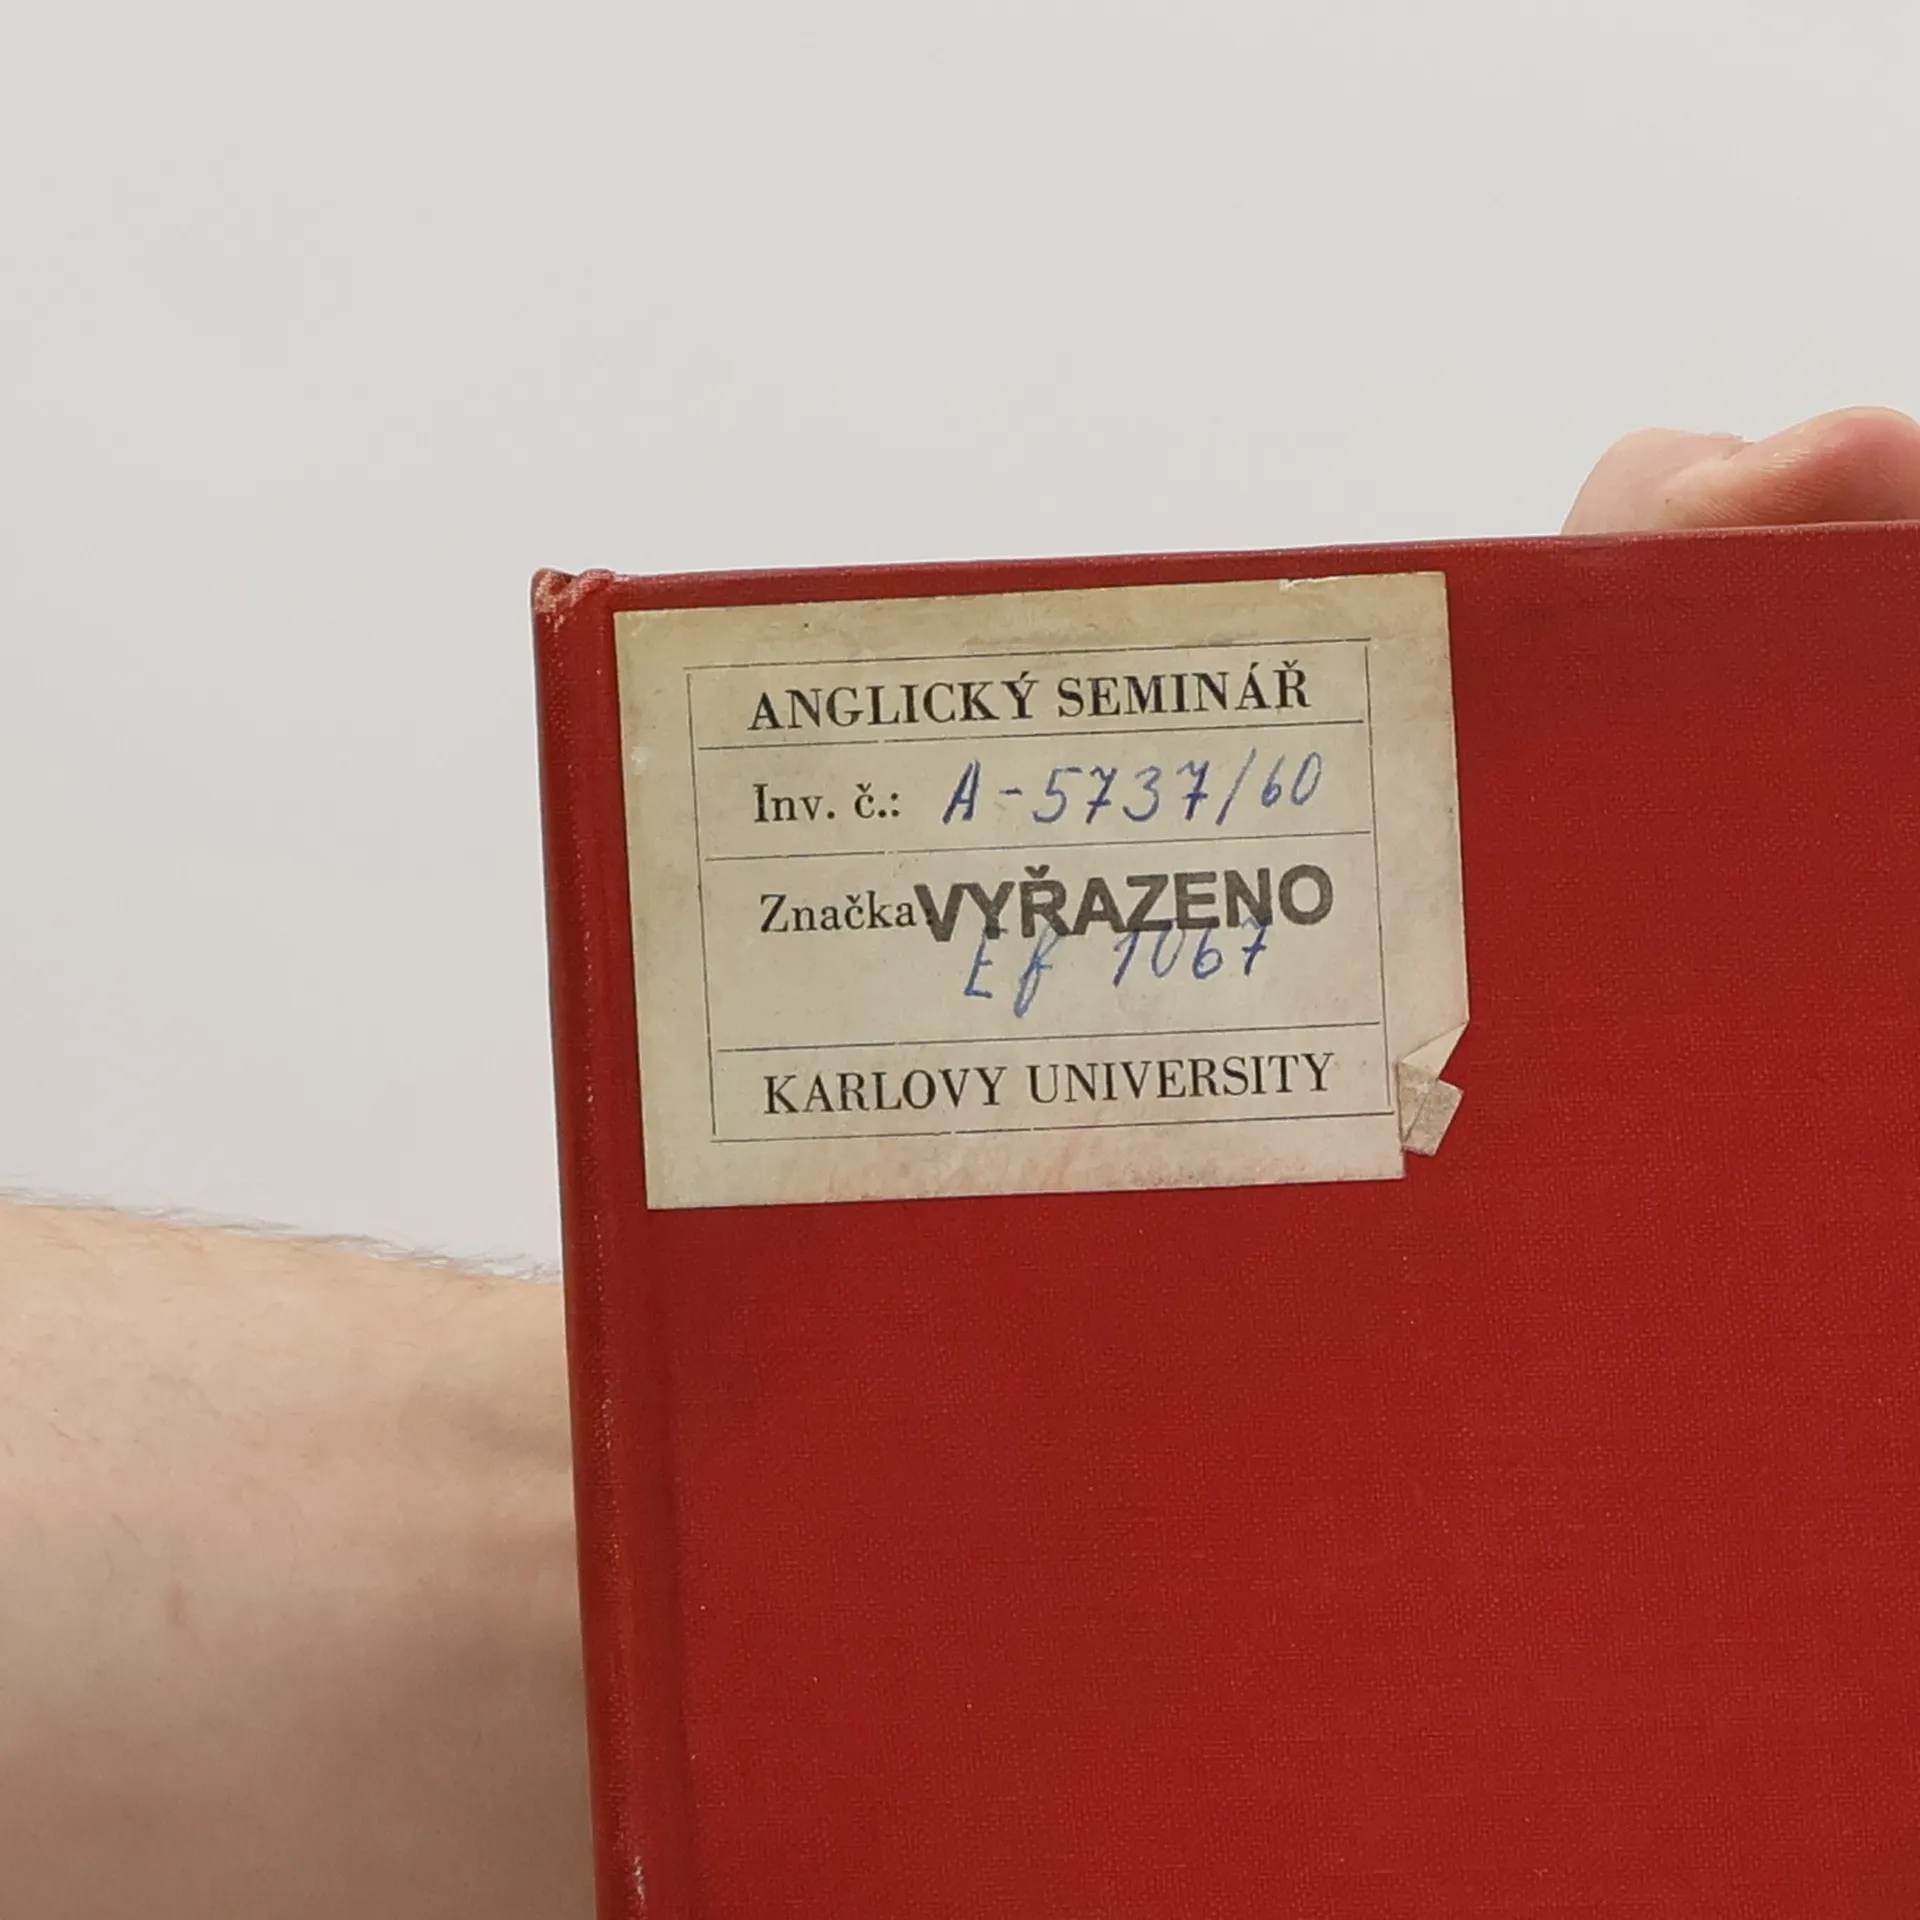 ANGLICKÝ SEMINÁŘ
Inv. č.: A-5737/60
Značka: VYŘAZENO
Ef 1067
KARLOVY UNIVERSITY